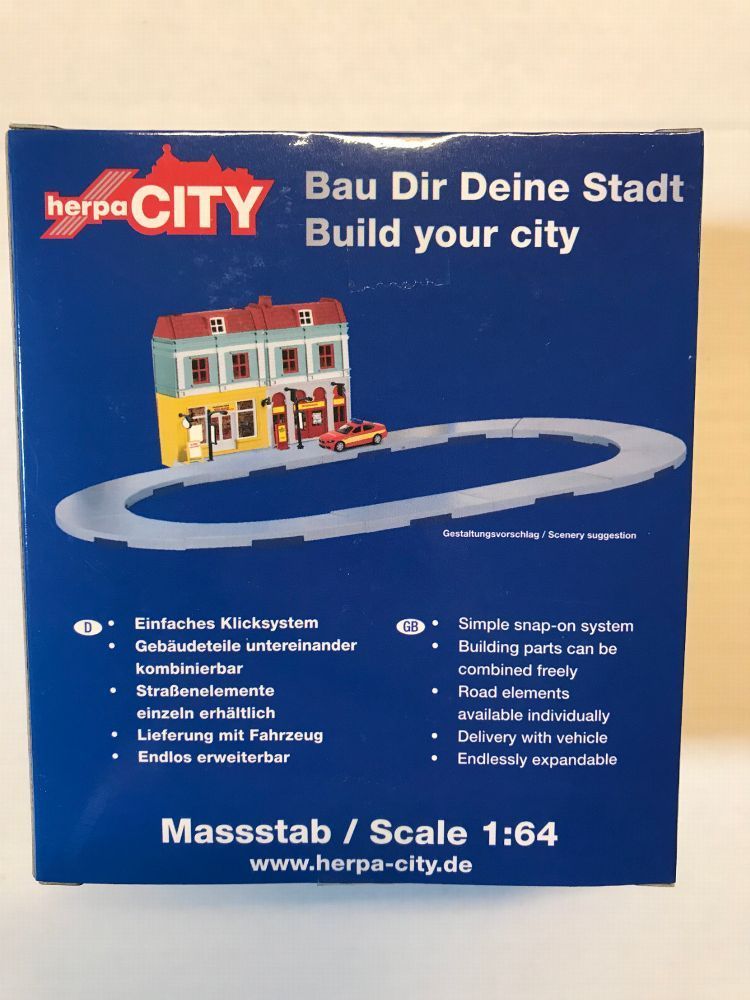 herpa CITY
Bau Dir Deine Stadt
Build your city
Gestaltungsvorschlag / Scenery suggestion
D
• Einfaches Klicksystem
• Gebäudeteile untereinander
kombinierbar
• Straßenelemente
einzeln erhältlich
• Lieferung mit Fahrzeug
• Endlos erweiterbar
GB
• Simple snap-on system
• Building parts can be
combined freely
• Road elements
available individually
• Delivery with vehicle
• Endlessly expandable
Massstab / Scale 1:64
www.herpa-city.de